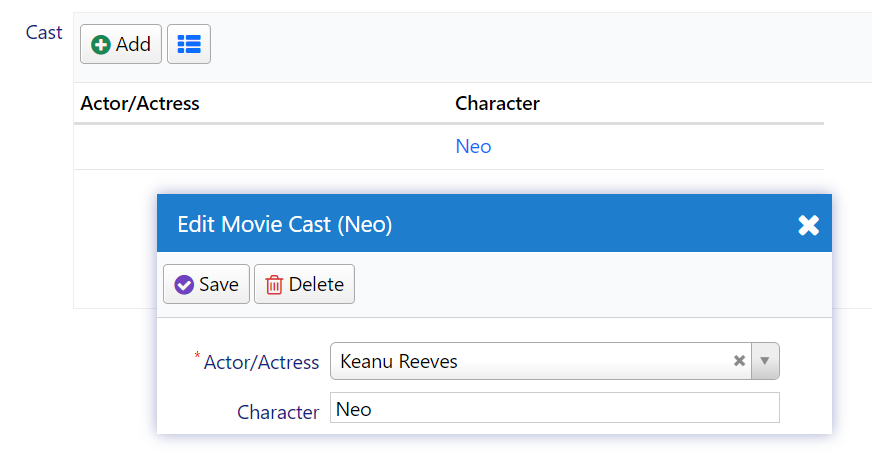 Cast
Add
Actor/Actress Character
Neo
Edit Movie Cast (Neo)
Save Delete
* Actor/Actress Keanu Reeves
Character Neo